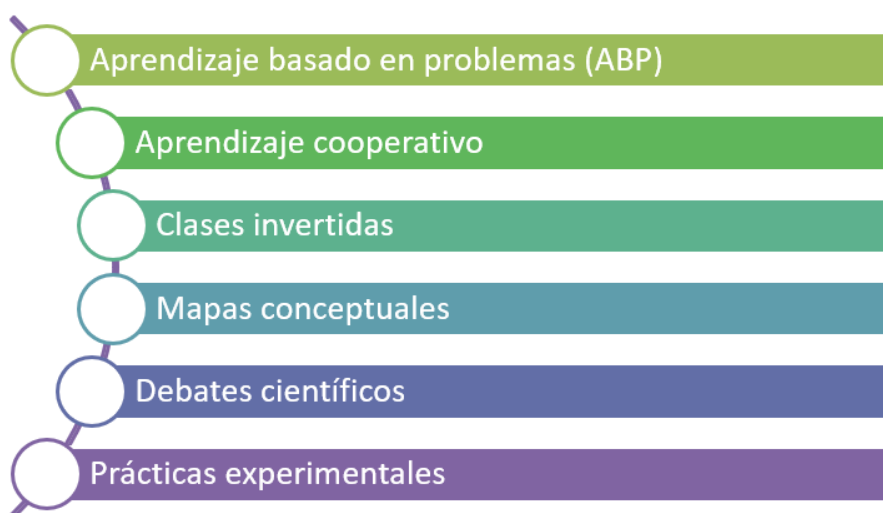 Aprendizaje basado en problemas (ABP)
Aprendizaje cooperativo
Clases invertidas
Mapas conceptuales
Debates científicos
Prácticas experimentales